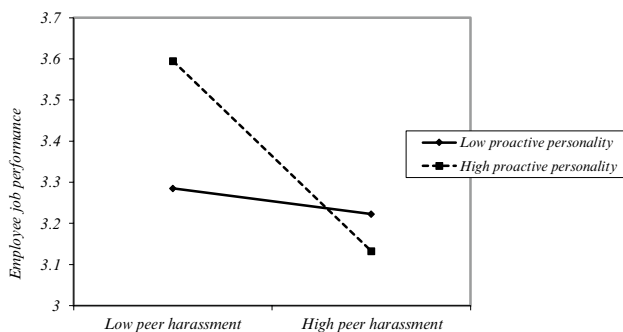 3.7
3.6
3.5
3.4
3.3
3.2
3.1
3
Employee job performance
Low peer harassment
High peer harassment
Low proactive personality
High proactive personality